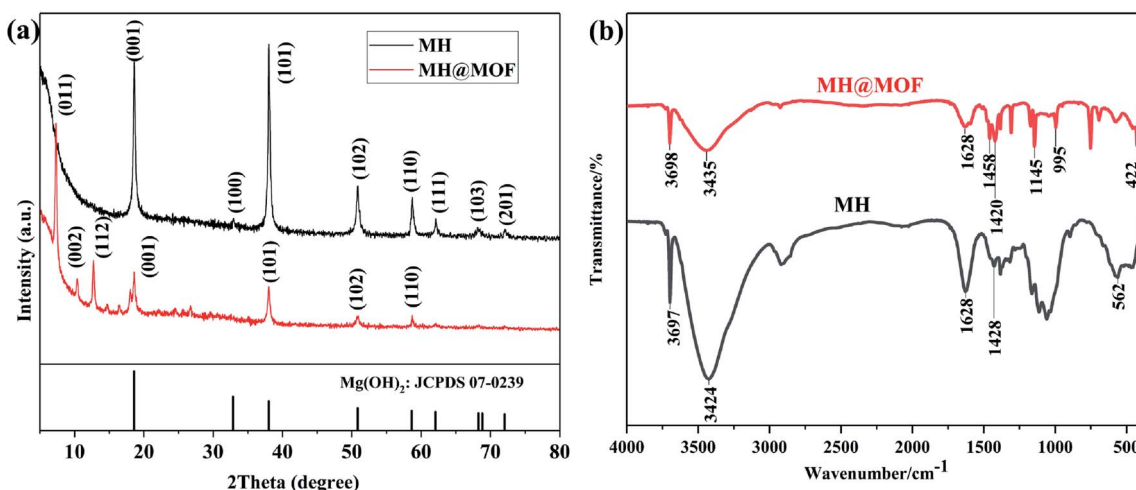 (a)
Intensity (a.u.)
MH
MH@MOF
(011)
(001)
(100)
(101)
(102)
(110)
(111)
(103)
(201)
(002)
(112)
(001)
(101)
(102)
(110)
Mg(OH)₂: JCPDS 07-0239
10 20 30 40 50 60 70 80
2Theta (degree)
(b)
Transmittance/%
MH@MOF
3698
3435
1628
1458
1420
1145
995
422
MH
3697
3424
1628
1428
562
4000 3500 3000 2500 2000 1500 1000 500
Wavenumber/cm⁻¹